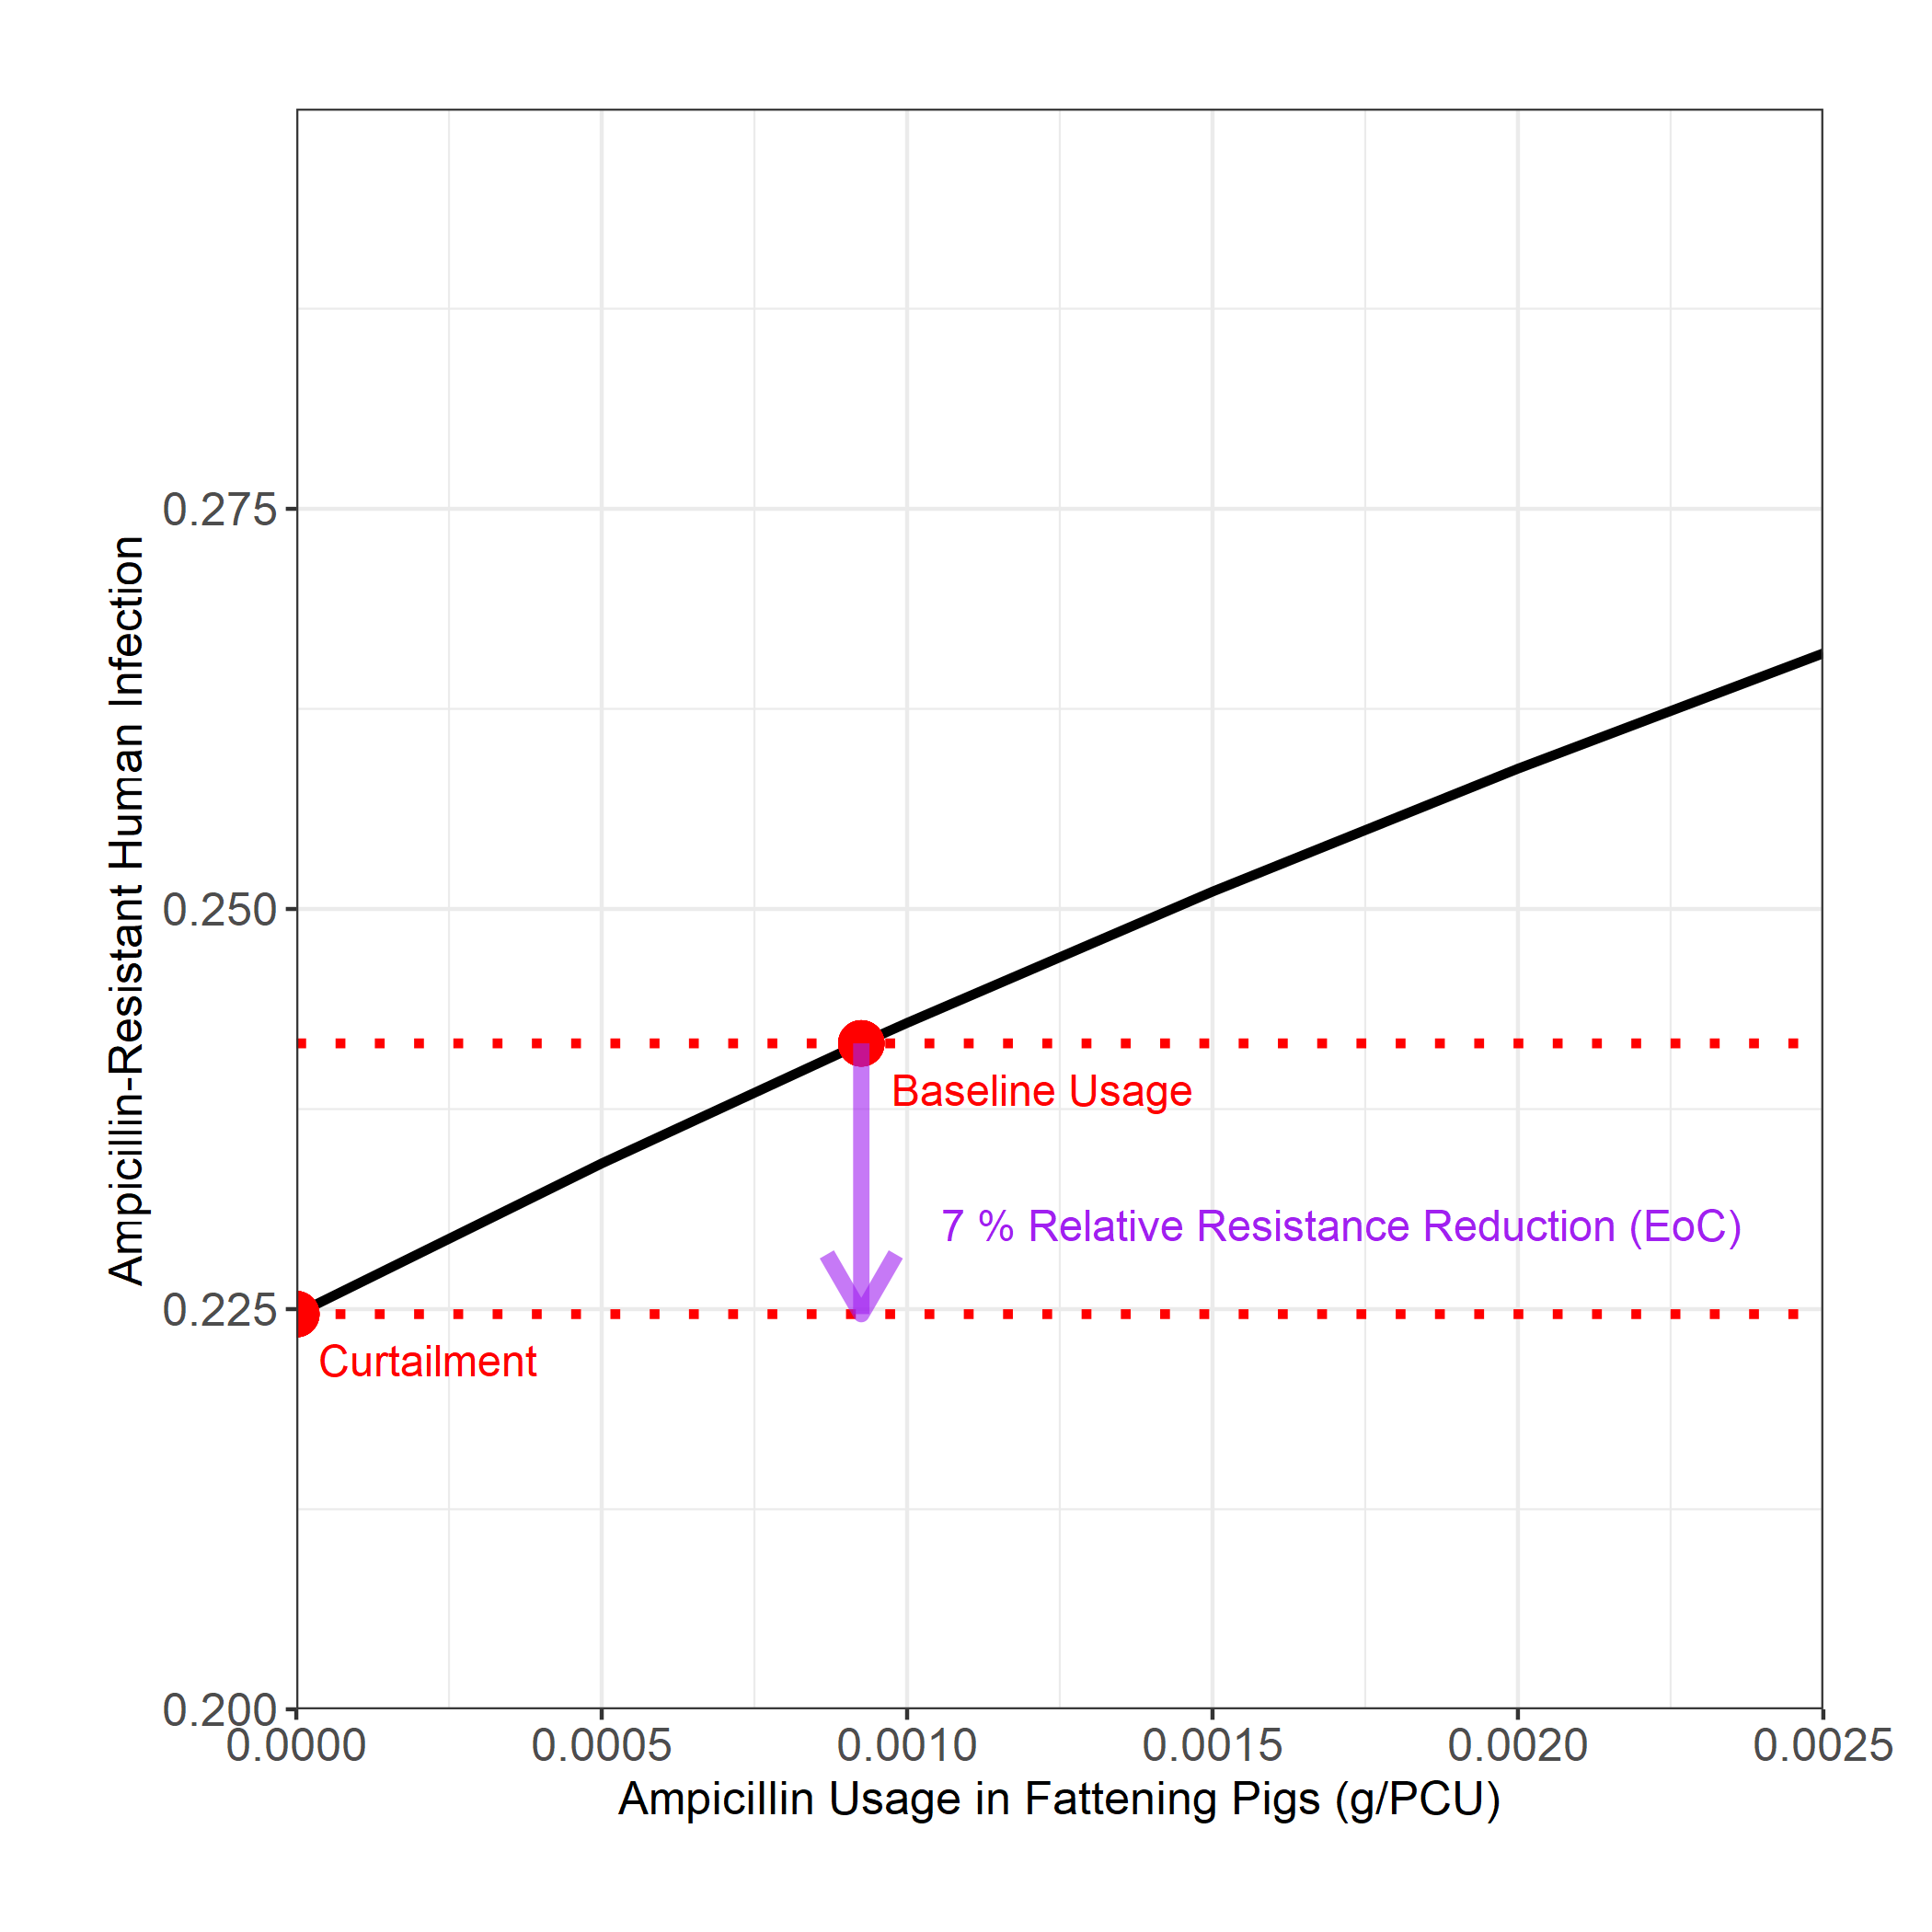 0.275
0.250
0.225
0.200
Ampicillin-Resistant Human Infection
Baseline Usage
7 % Relative Resistance Reduction (EoC)
Curtailment
0.0000 0.0005 0.0010 0.0015 0.0020 0.0025
Ampicillin Usage in Fattening Pigs (g/PCU)